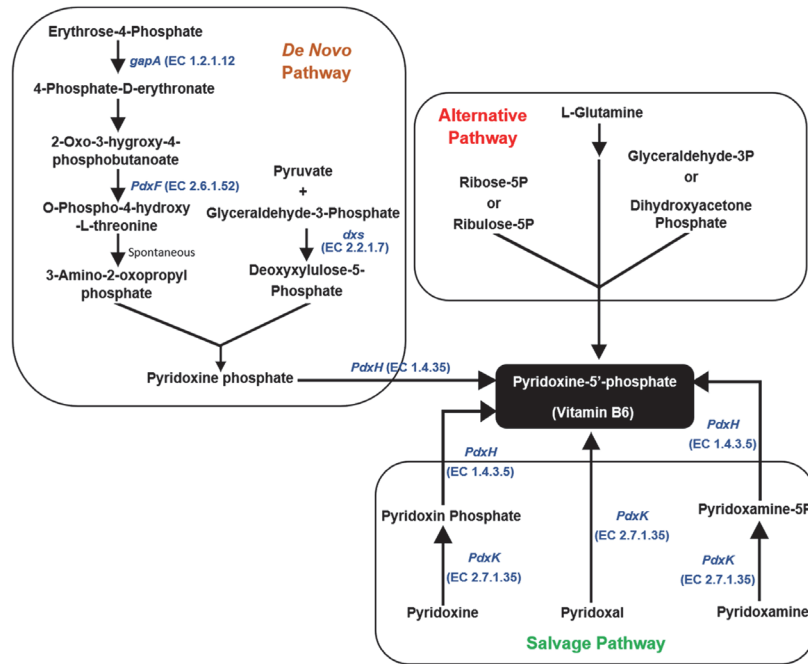 Erythrose-4-Phosphate
gapA (EC 1.2.1.12
4-Phosphate-D-erythronate
2-Oxo-3-hygroxy-4-
phosphobutanoate
PdxF (EC 2.6.1.52)
O-Phospho-4-hydroxy
-L-threonine
Spontaneous
3-Amino-2-oxopropyl
phosphate
De Novo
Pathway
Pyruvate
+
Glyceraldehyde-3-Phosphate
dxs
(EC 2.2.1.7)
Deoxyxylulose-5-
Phosphate
Pyridoxine phosphate
PdxH (EC 1.4.35)
Alternative
Pathway
L-Glutamine
Ribose-5P
or
Ribulose-5P
Glyceraldehyde-3P
or
Dihydroxyacetone
Phosphate
Pyridoxine-5'-phosphate
(Vitamin B6)
PdxH
(EC 1.4.3.5)
PdxH
(EC 1.4.3.5)
Pyridoxin Phosphate
Pyridoxamine-5P
PdxK
(EC 2.7.1.35)
PdxK
(EC 2.7.1.35)
PdxK
(EC 2.7.1.35)
Pyridoxine
Pyridoxal
Pyridoxamine
Salvage Pathway